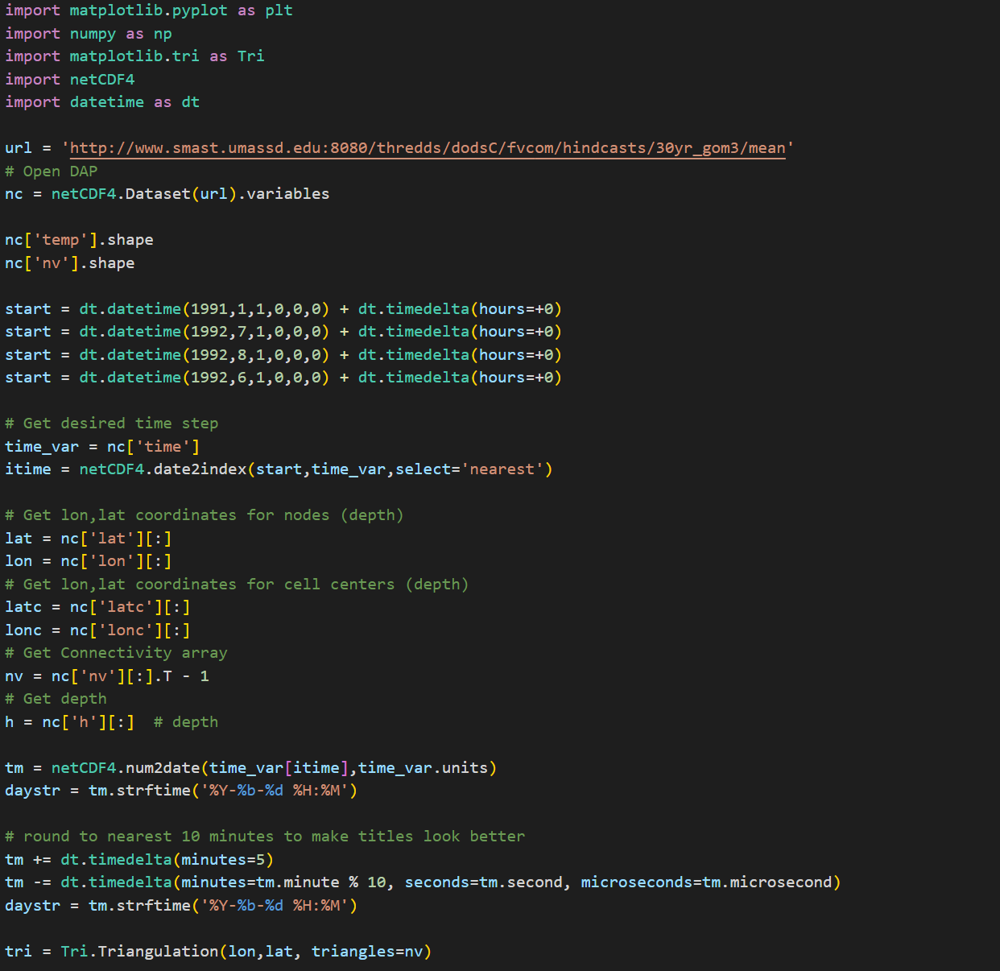 import matplotlib.pyplot as plt
import numpy as np
import matplotlib.tri as Tri
import netCDF4
import datetime as dt
url = 'http://www.smast.umassd.edu:8080/thredds/dodsC/fvcom/hindcasts/30yr_gom3/mean'
# Open DAP
nc = netCDF4.Dataset(url).variables
nc['temp'].shape
nc['nv'].shape
start = dt.datetime(1991,1,1,0,0,0) + dt.timedelta(hours=+0)
start = dt.datetime(1992,7,1,0,0,0) + dt.timedelta(hours=+0)
start = dt.datetime(1992,8,1,0,0,0) + dt.timedelta(hours=+0)
start = dt.datetime(1992,6,1,0,0,0) + dt.timedelta(hours=+0)
# Get desired time step
time_var = nc['time']
itime = netCDF4.date2index(start,time_var,select='nearest')
# Get lon,lat coordinates for nodes (depth)
lat = nc['lat'][:]
lon = nc['lon'][:]
# Get lon,lat coordinates for cell centers (depth)
latc = nc['latc'][:]
lonc = nc['lonc'][:]
# Get Connectivity array
nv = nc['nv'][:].T - 1
# Get depth
h = nc['h'][:]  # depth
tm = netCDF4.num2date(time_var[itime],time_var.units)
daystr = tm.strftime('%Y-%b-%d %H:%M')
# round to nearest 10 minutes to make titles look better
tm += dt.timedelta(minutes=5)
tm -= dt.timedelta(minutes=tm.minute % 10, seconds=tm.second, microseconds=tm.microsecond)
daystr = tm.strftime('%Y-%b-%d %H:%M')
tri = Tri.Triangulation(lon,lat, triangles=nv)